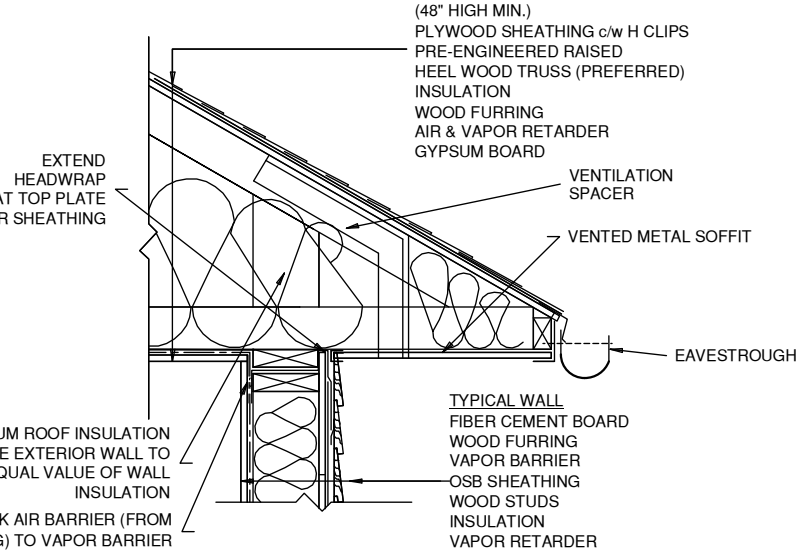 (48" HIGH MIN.)
PLYWOOD SHEATHING c/w H CLIPS
PRE-ENGINEERED RAISED
HEEL WOOD TRUSS (PREFERRED)
INSULATION
WOOD FURRING
AIR & VAPOR RETARDER
GYPSUM BOARD
EXTEND
HEADWRAP
AT TOP PLATE
R SHEATHING
VENTILATION
SPACER
VENTED METAL SOFFIT
EAVESTROUGH
UM ROOF INSULATION
E EXTERIOR WALL TO
QUAL VALUE OF WALL
INSULATION
K AIR BARRIER (FROM
G) TO VAPOR BARRIER
TYPICAL WALL
FIBER CEMENT BOARD
WOOD FURRING
VAPOR BARRIER
OSB SHEATHING
WOOD STUDS
INSULATION
VAPOR RETARDER